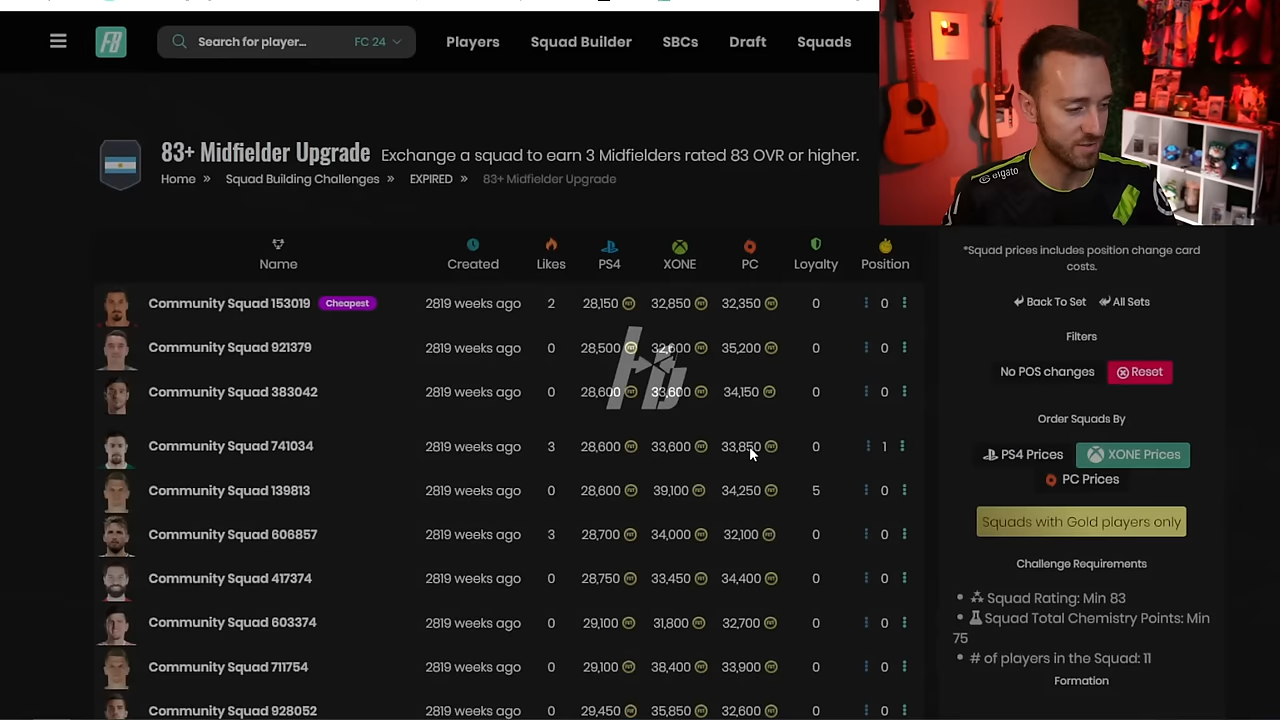 FB Search for player... FC 24 Players Squad Builder SBCs Draft Squads
elgato
83+ Midfielder Upgrade Exchange a squad to earn 3 Midfielders rated 83 OVR or higher.
Home » Squad Building Challenges » EXPIRED » 83+ Midfielder Upgrade
Name Created Likes PS4 XONE PC Loyalty Position
Community Squad 153019 Cheapest 2819 weeks ago 2 28,150 32,850 32,350 0 0
Community Squad 921379 2819 weeks ago 0 28,500 32,600 35,200 0 0
Community Squad 383042 2819 weeks ago 0 28,600 33,600 34,150 0 0
Community Squad 741034 2819 weeks ago 3 28,600 33,600 33,850 0 1
Community Squad 139813 2819 weeks ago 0 28,600 39,100 34,250 5 0
Community Squad 606857 2819 weeks ago 3 28,700 34,000 32,100 0 0
Community Squad 417374 2819 weeks ago 0 28,750 33,450 34,400 0 0
Community Squad 603374 2819 weeks ago 0 29,100 31,800 32,700 0 0
Community Squad 711754 2819 weeks ago 0 29,100 38,400 33,900 0 0
Community Squad 928052 2819 weeks ago 0 29,450 35,850 32,600 0 0
*Squad prices includes position change card
costs.
Back To Set All Sets
Filters
No POS changes Reset
Order Squads By
PS4 Prices XONE Prices
PC Prices
Squads with Gold players only
Challenge Requirements
• Squad Rating: Min 83
• Squad Total Chemistry Points: Min
75
• # of players in the Squad: 11
Formation